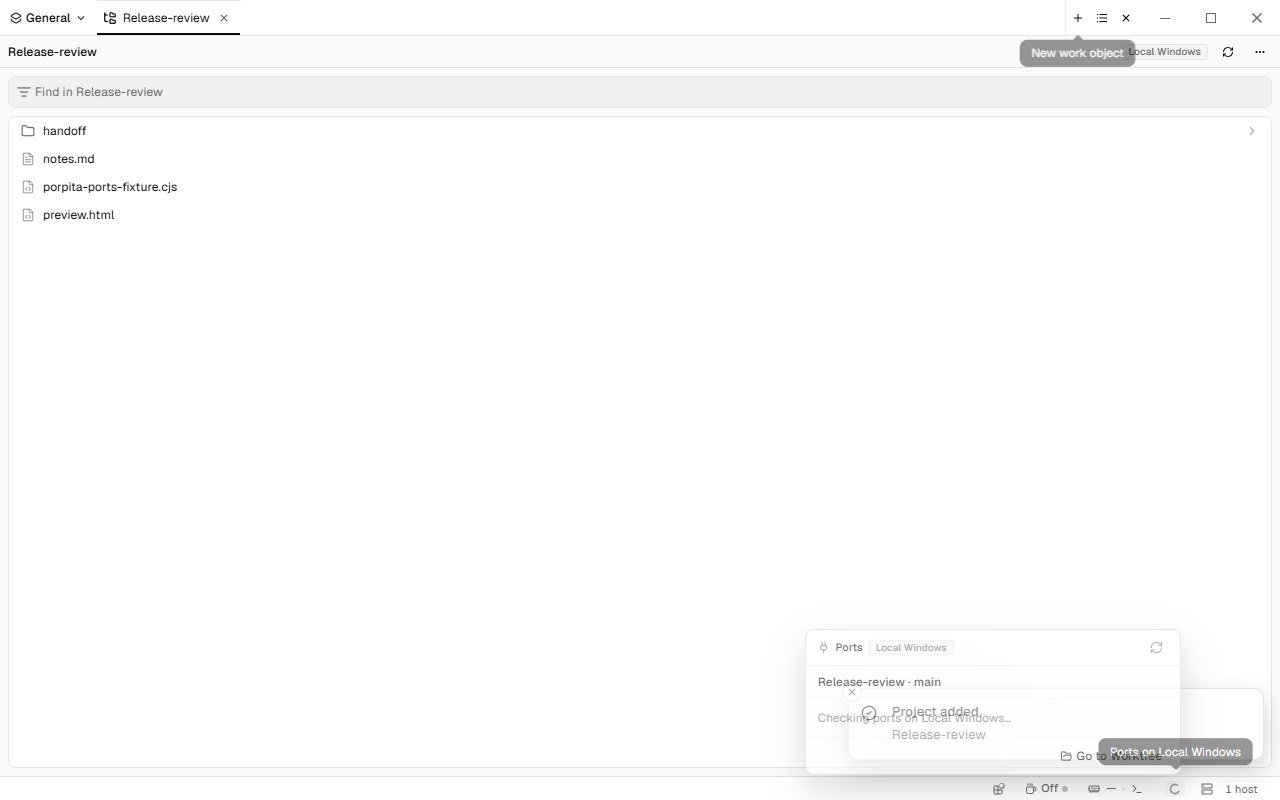 General
Release-review
Release-review
New work object
Local Windows
Find in Release-review
handoff
notes.md
porpita-ports-fixture.cjs
preview.html
Ports
Local Windows
Release-review · main
Project added
Checking ports on Local Windows…
Release-review
Go to Worktree
Ports on Local Windows
Off
1 host